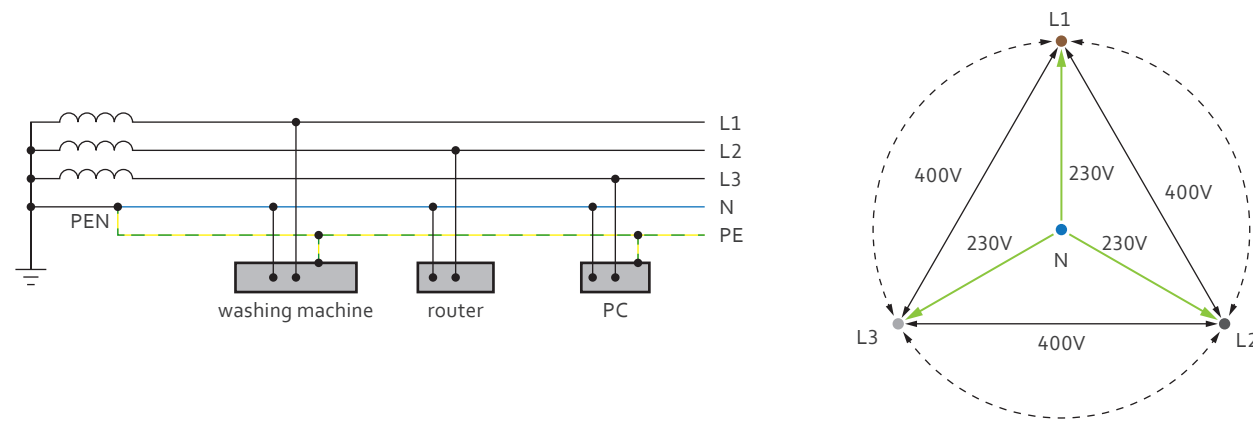 L1
L2
L3
N
PE
PEN
washing machine
router
PC
L1
400V
230V
400V
230V
230V
N
L3
400V
L2